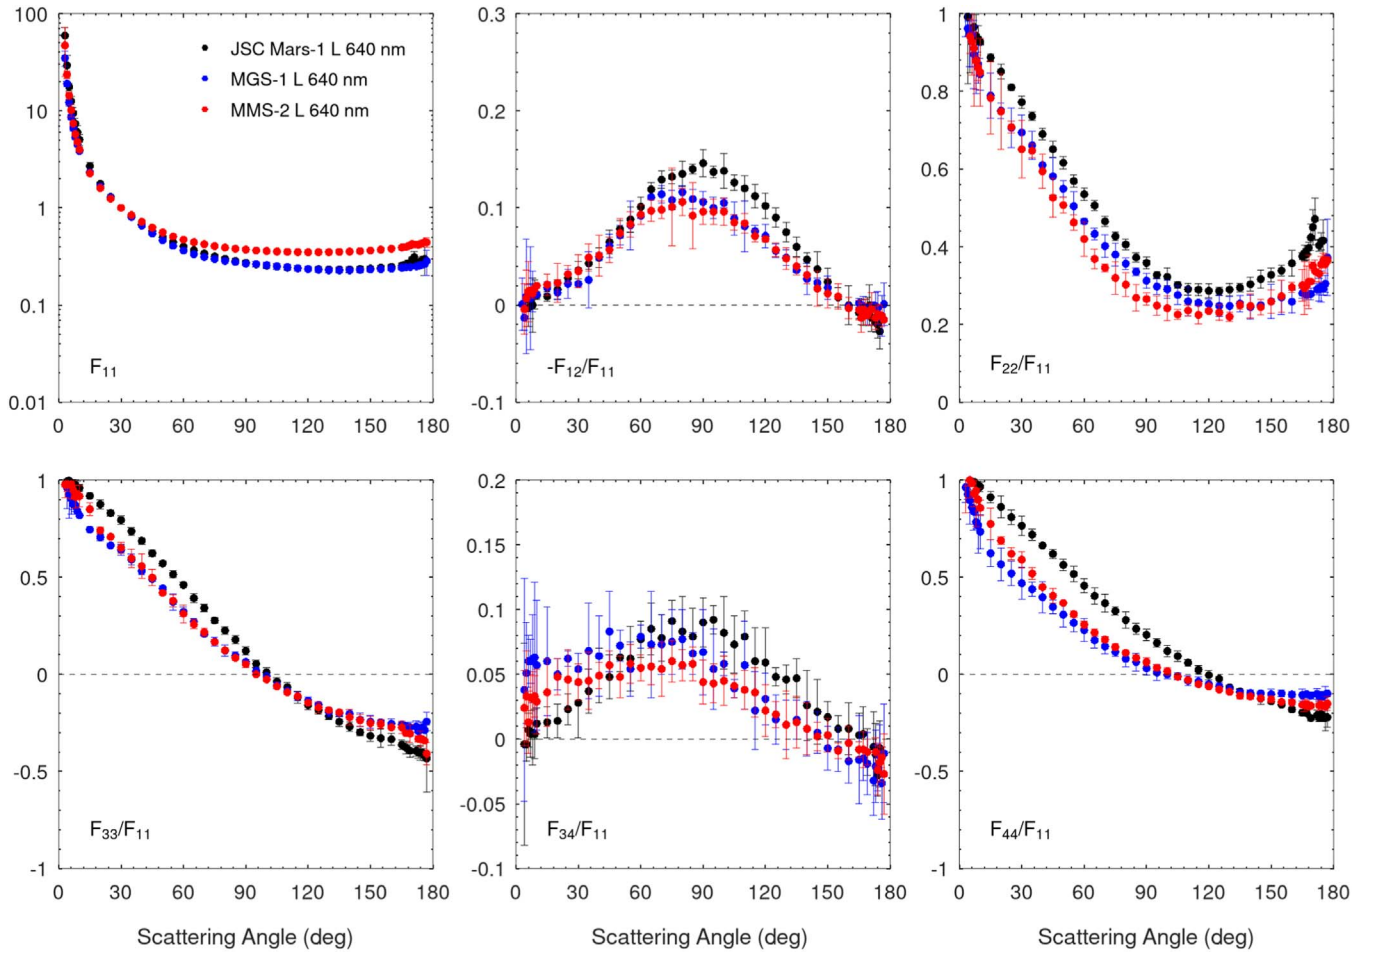 100
10
1
0.1
0.01
JSC Mars-1 L 640 nm
MGS-1 L 640 nm
MMS-2 L 640 nm
F11
0 30 60 90 120 150 180
0.3
0.2
0.1
0
-0.1
-F12/F11
0 30 60 90 120 150 180
1
0.8
0.6
0.4
0.2
0
F22/F11
0 30 60 90 120 150 180
1
0.5
0
-0.5
-1
F33/F11
0 30 60 90 120 150 180
Scattering Angle (deg)
0.2
0.15
0.1
0.05
0
-0.05
-0.1
F34/F11
0 30 60 90 120 150 180
Scattering Angle (deg)
1
0.5
0
-0.5
-1
F44/F11
0 30 60 90 120 150 180
Scattering Angle (deg)